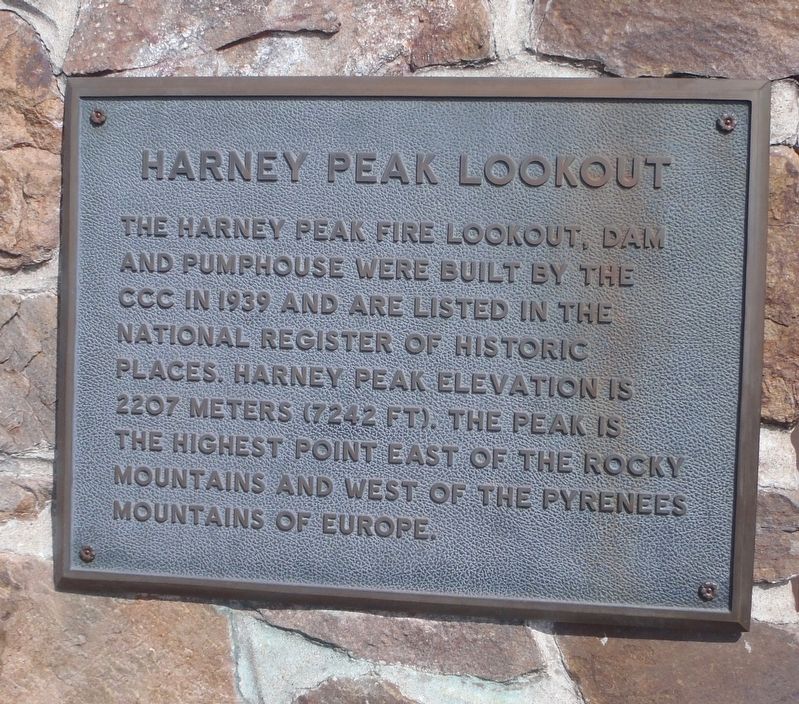 HARNEY PEAK LOOKOUT
THE HARNEY PEAK FIRE LOOKOUT, DAM
AND PUMPHOUSE WERE BUILT BY THE
CCC IN 1939 AND ARE LISTED IN THE
NATIONAL REGISTER OF HISTORIC
PLACES. HARNEY PEAK ELEVATION IS
2207 METERS (7242 FT). THE PEAK IS
THE HIGHEST POINT EAST OF THE ROCKY
MOUNTAINS AND WEST OF THE PYRENEES
MOUNTAINS OF EUROPE.